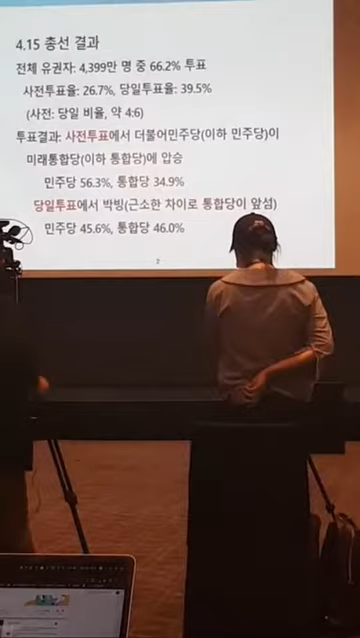 4.15 총선 결과
전체 유권자: 4,399만 명 중 66.2% 투표
사전투표율: 26.7%, 당일투표율: 39.5%
(사전: 당일 비율, 약 4:6)
투표결과: 사전투표에서 더불어민주당(이하 민주당)이
미래통합당(이하 통합당)에 압승
민주당 56.3%, 통합당 34.9%
당일투표에서 박빙(근소한 차이로 통합당이 앞섬)
민주당 45.6%, 통합당 46.0%
2